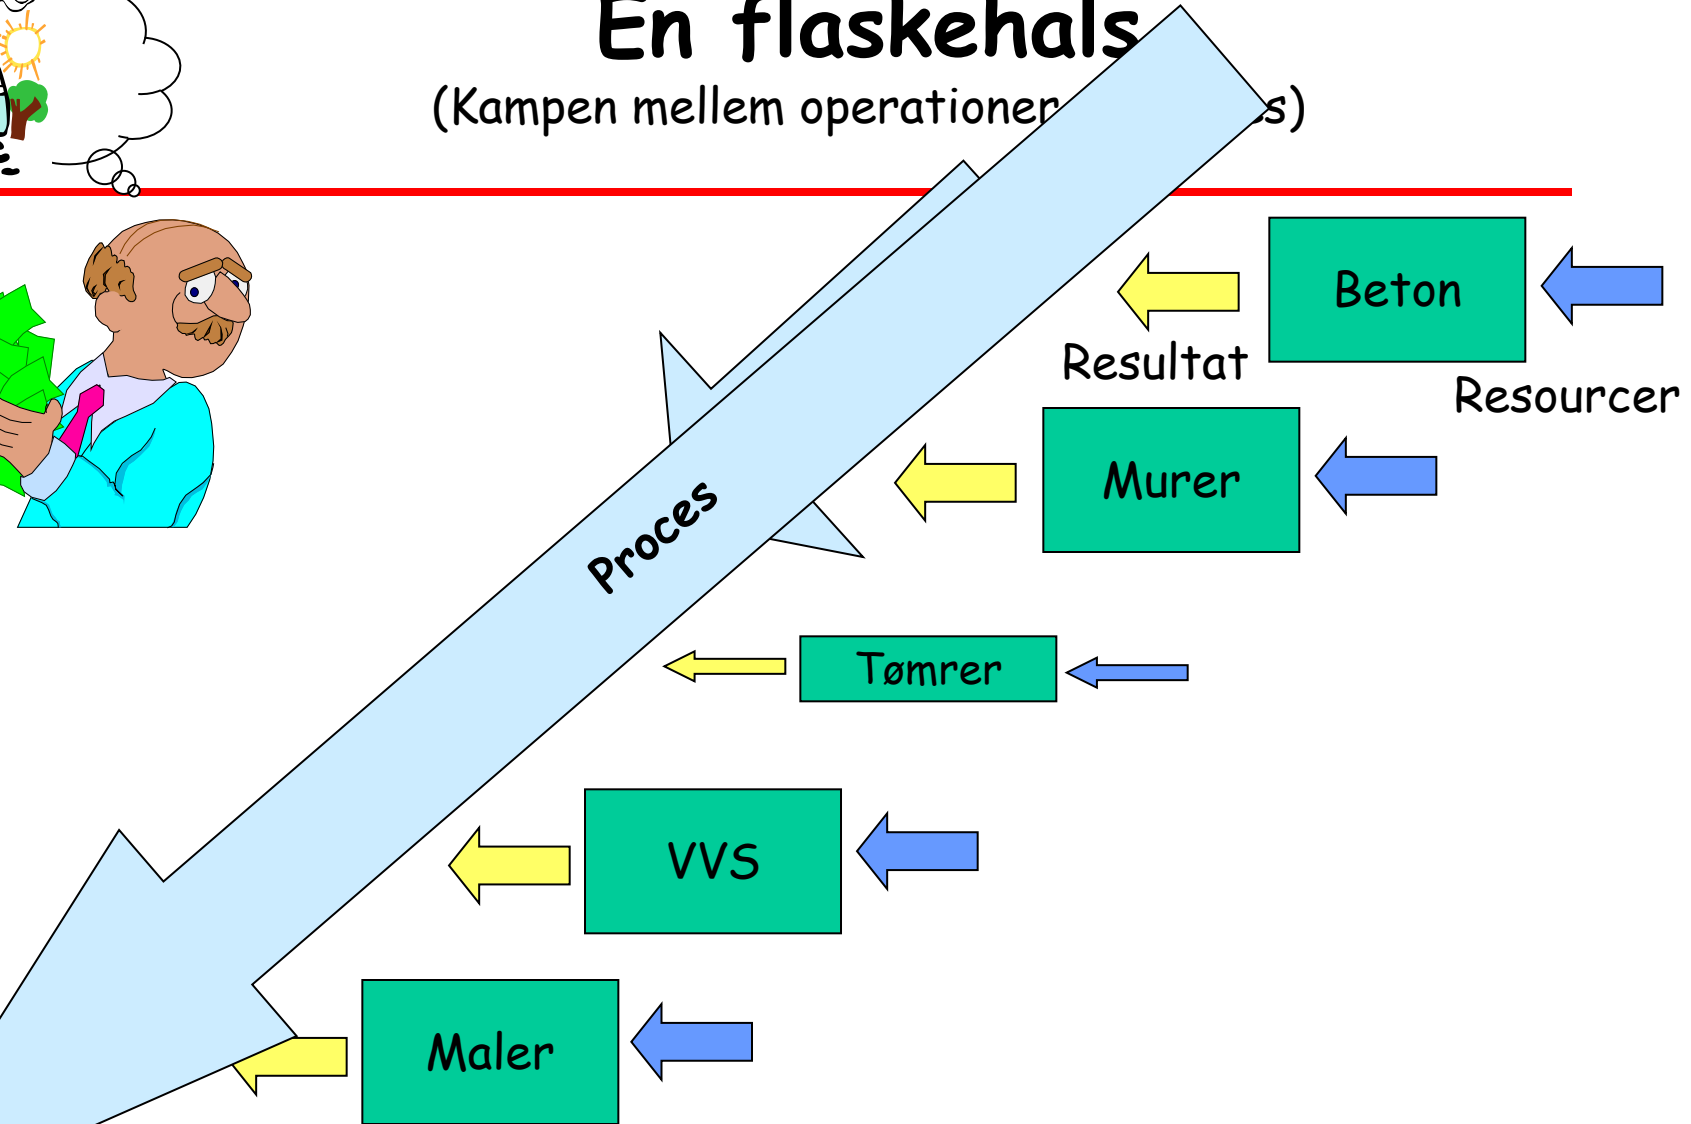 En flaskehals
(Kampen mellem operationer s)
Beton
Resultat
Resourcer
Murer
Proces
Tømrer
VVS
Maler